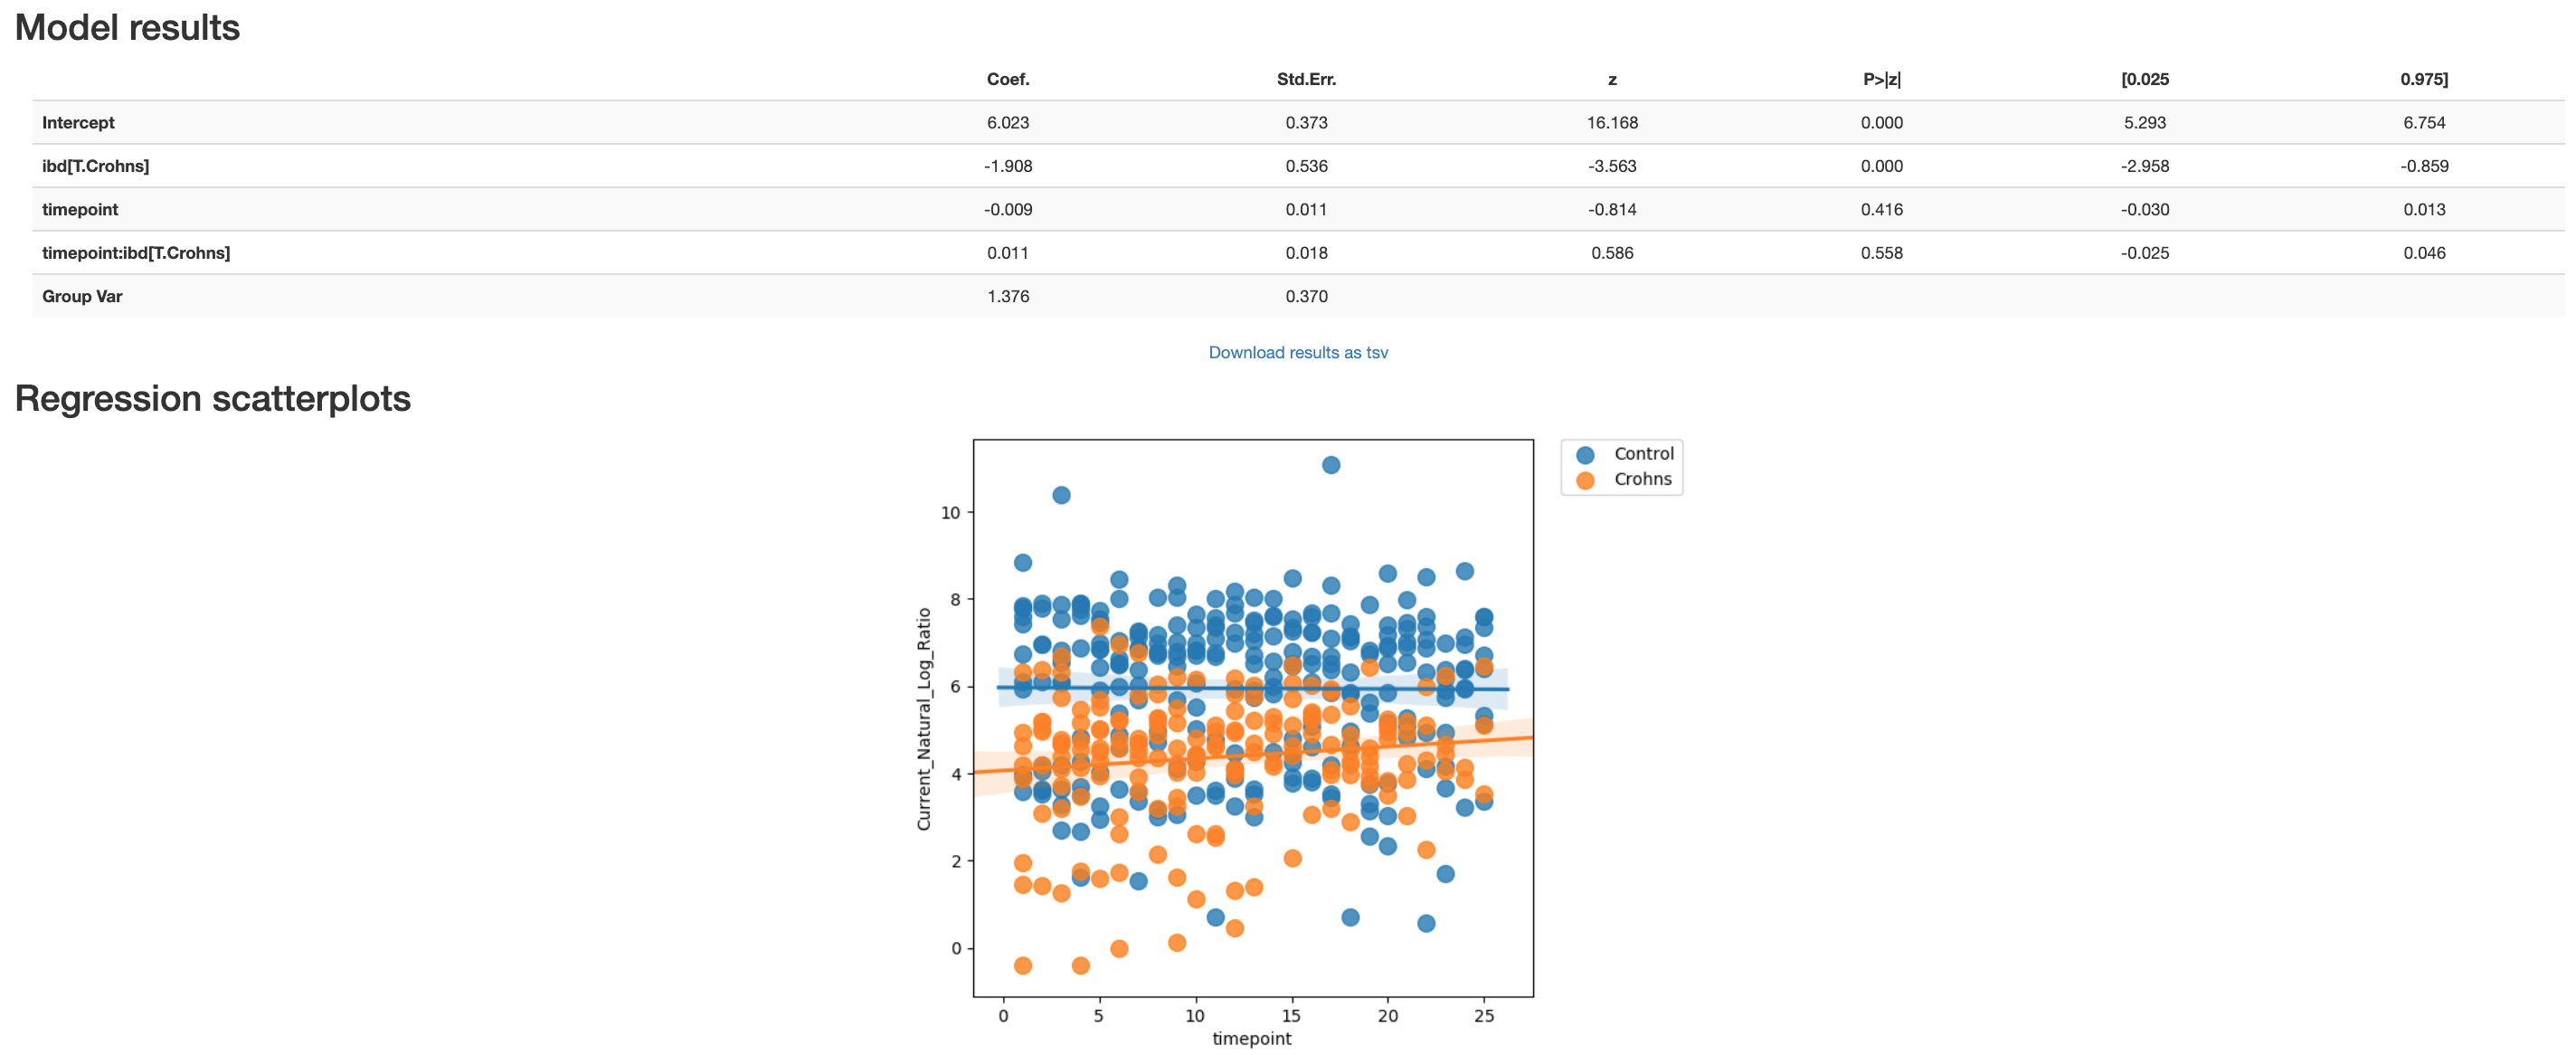 Model results
Coef. Std.Err. z P>|z| [0.025 0.975]
Intercept 6.023 0.373 16.168 0.000 5.293 6.754
ibd[T.Crohns] -1.908 0.536 -3.563 0.000 -2.958 -0.859
timepoint -0.009 0.011 -0.814 0.416 -0.030 0.013
timepoint:ibd[T.Crohns] 0.011 0.018 0.586 0.558 -0.025 0.046
Group Var 1.376 0.370
Download results as tsv
Regression scatterplots
Control
Crohns
Current_Natural_Log_Ratio
10
8
6
4
2
0
0 5 10 15 20 25
timepoint